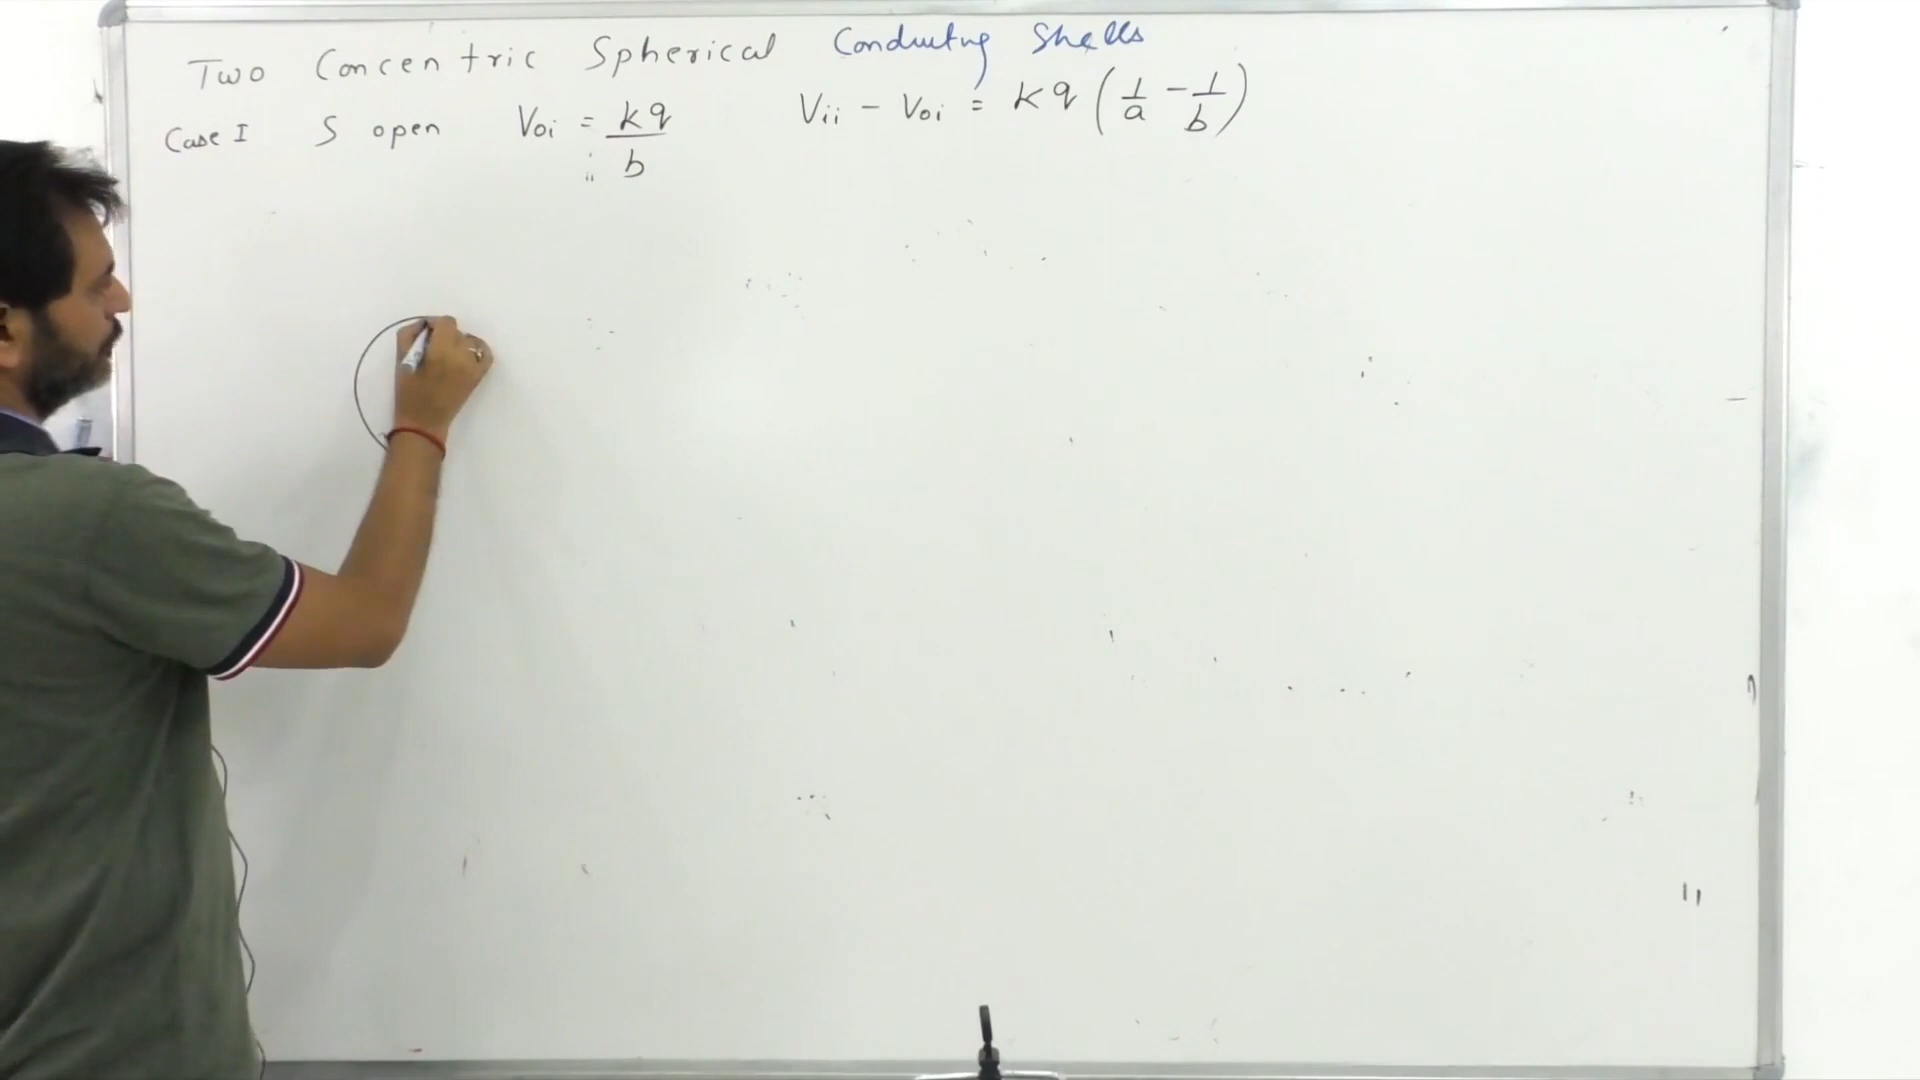 Two Concentric Spherical Conducting Shells
Case I S open Voi = kq/b Vii - Voi = kq (1/a - 1/b)